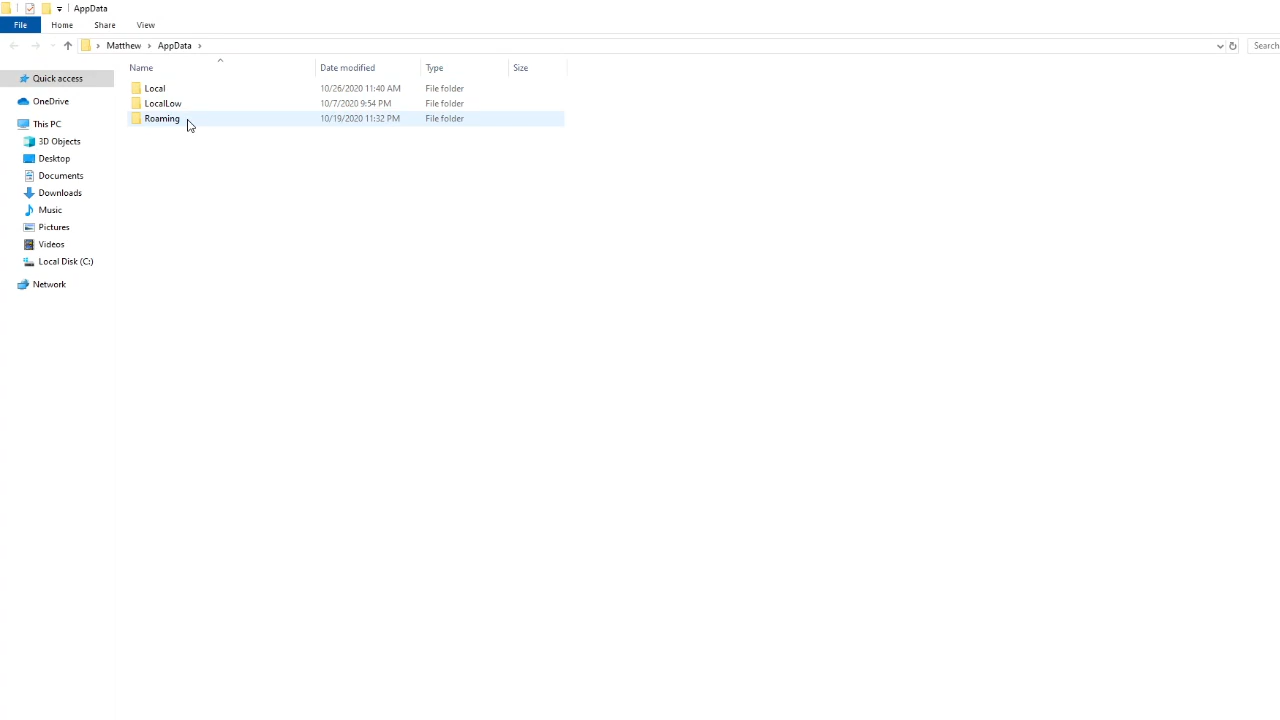 AppData
File Home Share View
Matthew AppData Search
Name Date modified Type Size
Quick access
OneDrive
This PC
3D Objects
Desktop
Documents
Downloads
Music
Pictures
Videos
Local Disk (C:)
Network
Local 10/26/2020 11:40 AM File folder
LocalLow 10/7/2020 9:54 PM File folder
Roaming 10/19/2020 11:32 PM File folder